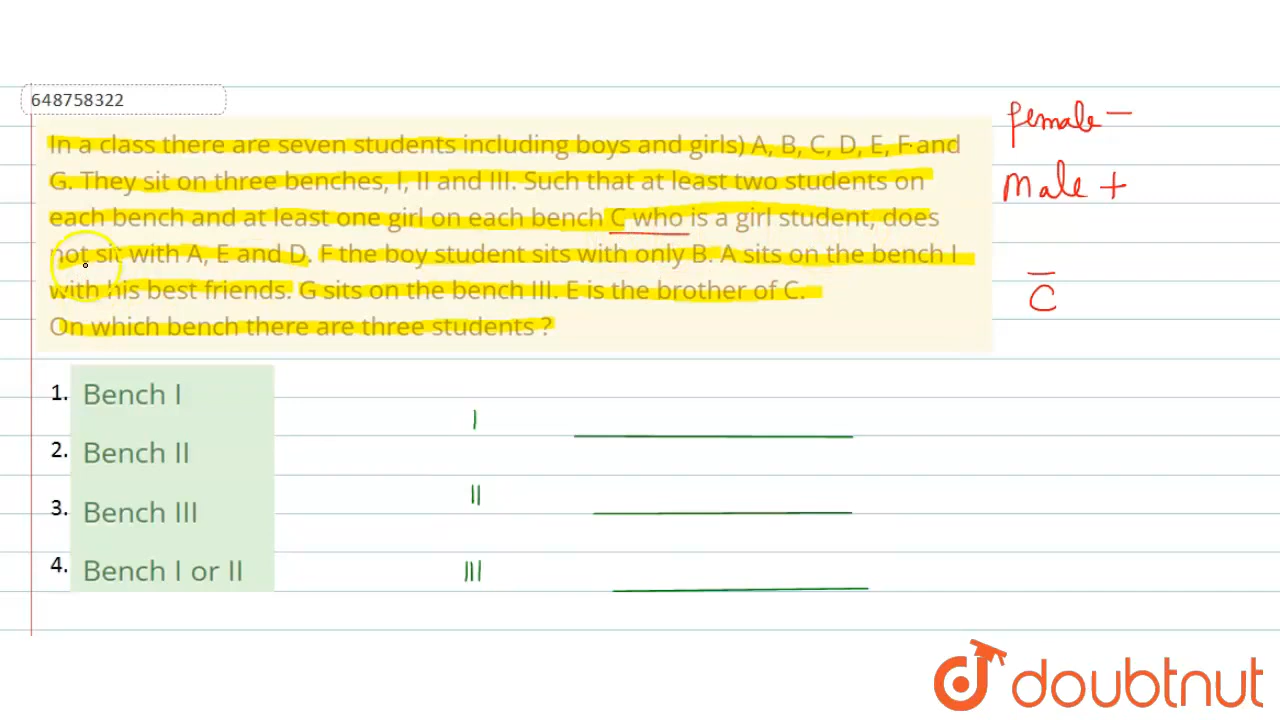 648758322
In a class there are seven students including boys and girls) A, B, C, D, E, F and
G. They sit on three benches, I, II and III. Such that at least two students on
each bench and at least one girl on each bench C who is a girl student, does
not sit with A, E and D. F the boy student sits with only B. A sits on the bench I
with his best friends. G sits on the bench III. E is the brother of C.
On which bench there are three students ?
female -
Male +
C
1. Bench I
2. Bench II
3. Bench III
4. Bench I or II
I
II
III
doubtnut